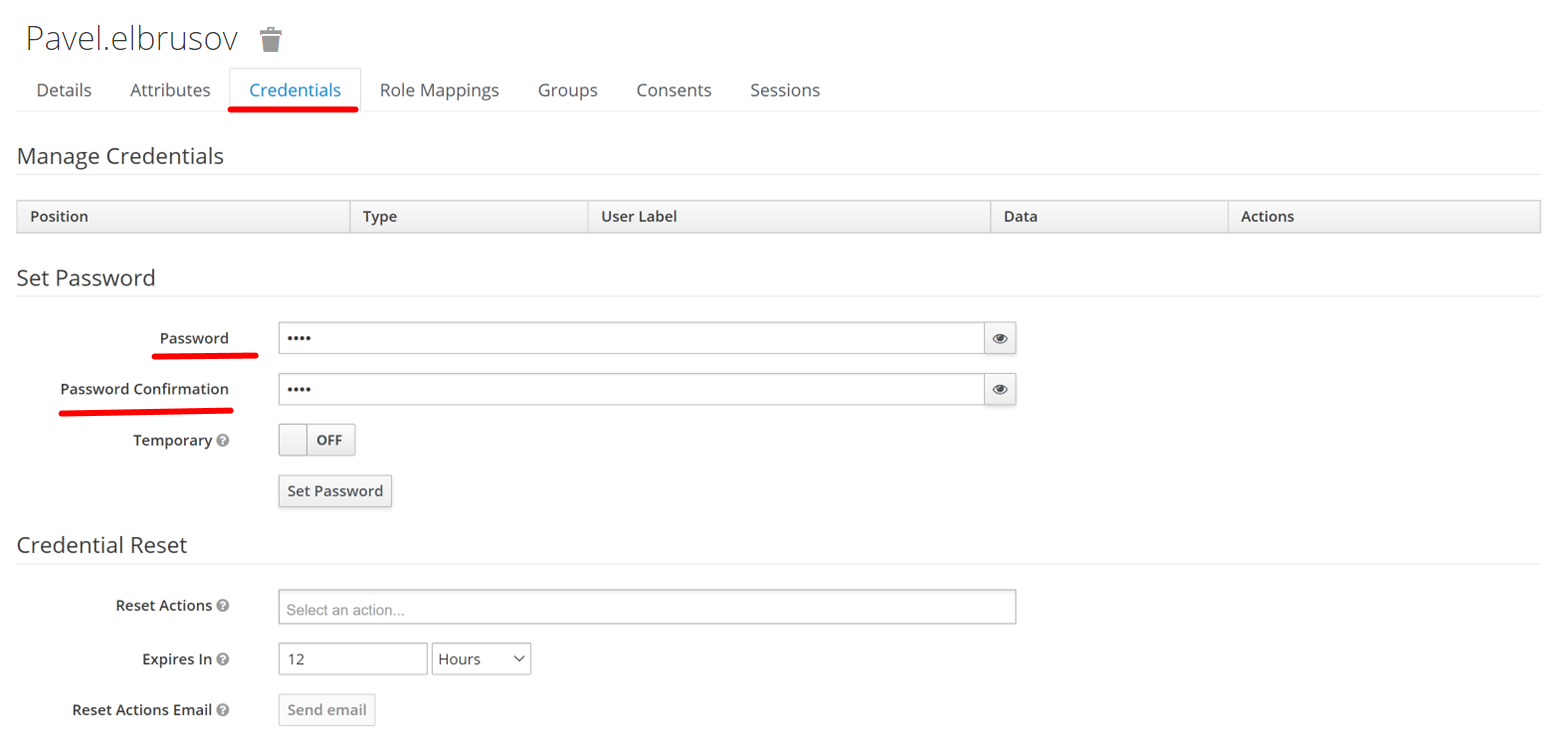 Pavel.elbrusov
Details Attributes Credentials Role Mappings Groups Consents Sessions
Manage Credentials
Position Type User Label Data Actions
Set Password
Password ••••
Password Confirmation ••••
Temporary OFF
Set Password
Credential Reset
Reset Actions Select an action...
Expires In 12 Hours
Reset Actions Email Send email